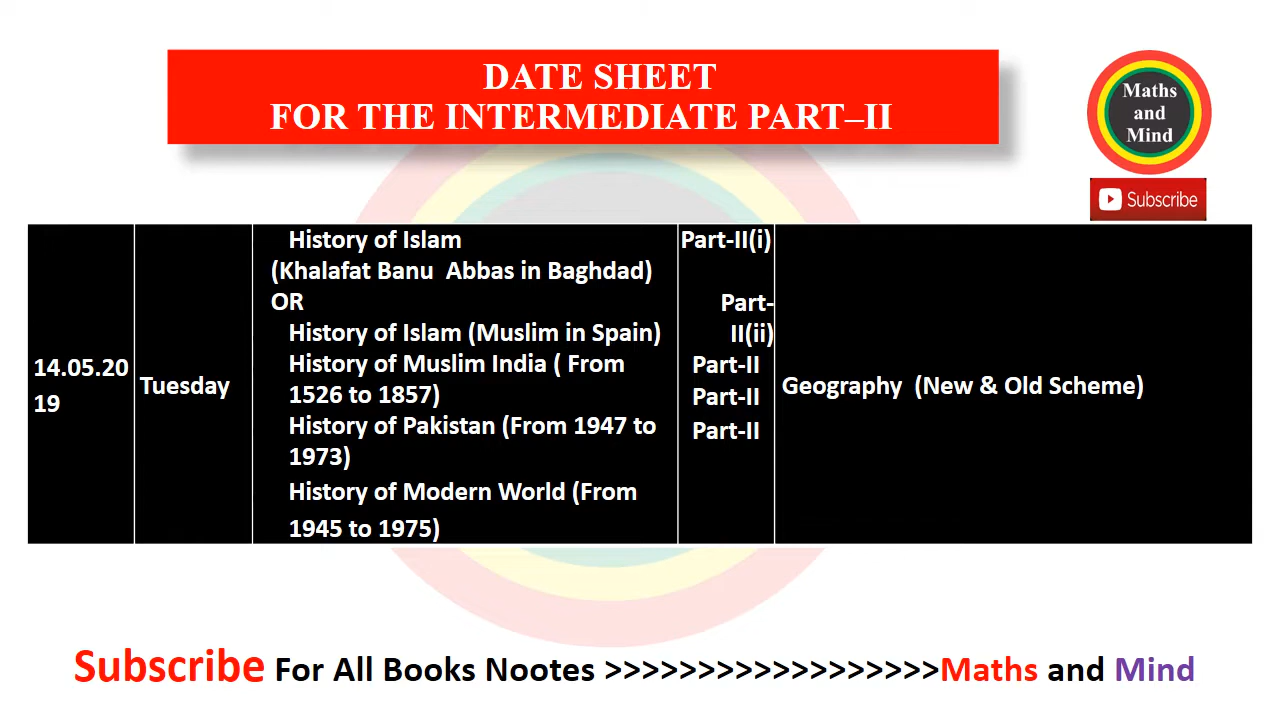 DATE SHEET
FOR THE INTERMEDIATE PART–II
Maths
and
Mind
Subscribe
14.05.20
19
Tuesday
History of Islam
(Khalafat Banu  Abbas in Baghdad)
OR
History of Islam (Muslim in Spain)
History of Muslim India ( From
1526 to 1857)
History of Pakistan (From 1947 to
1973)
History of Modern World (From
1945 to 1975)
Part-II(i)
Part-
II(ii)
Part-II
Part-II
Part-II
Geography  (New & Old Scheme)
Subscribe For All Books Nootes >>>>>>>>>>>>>>>>>>Maths and Mind